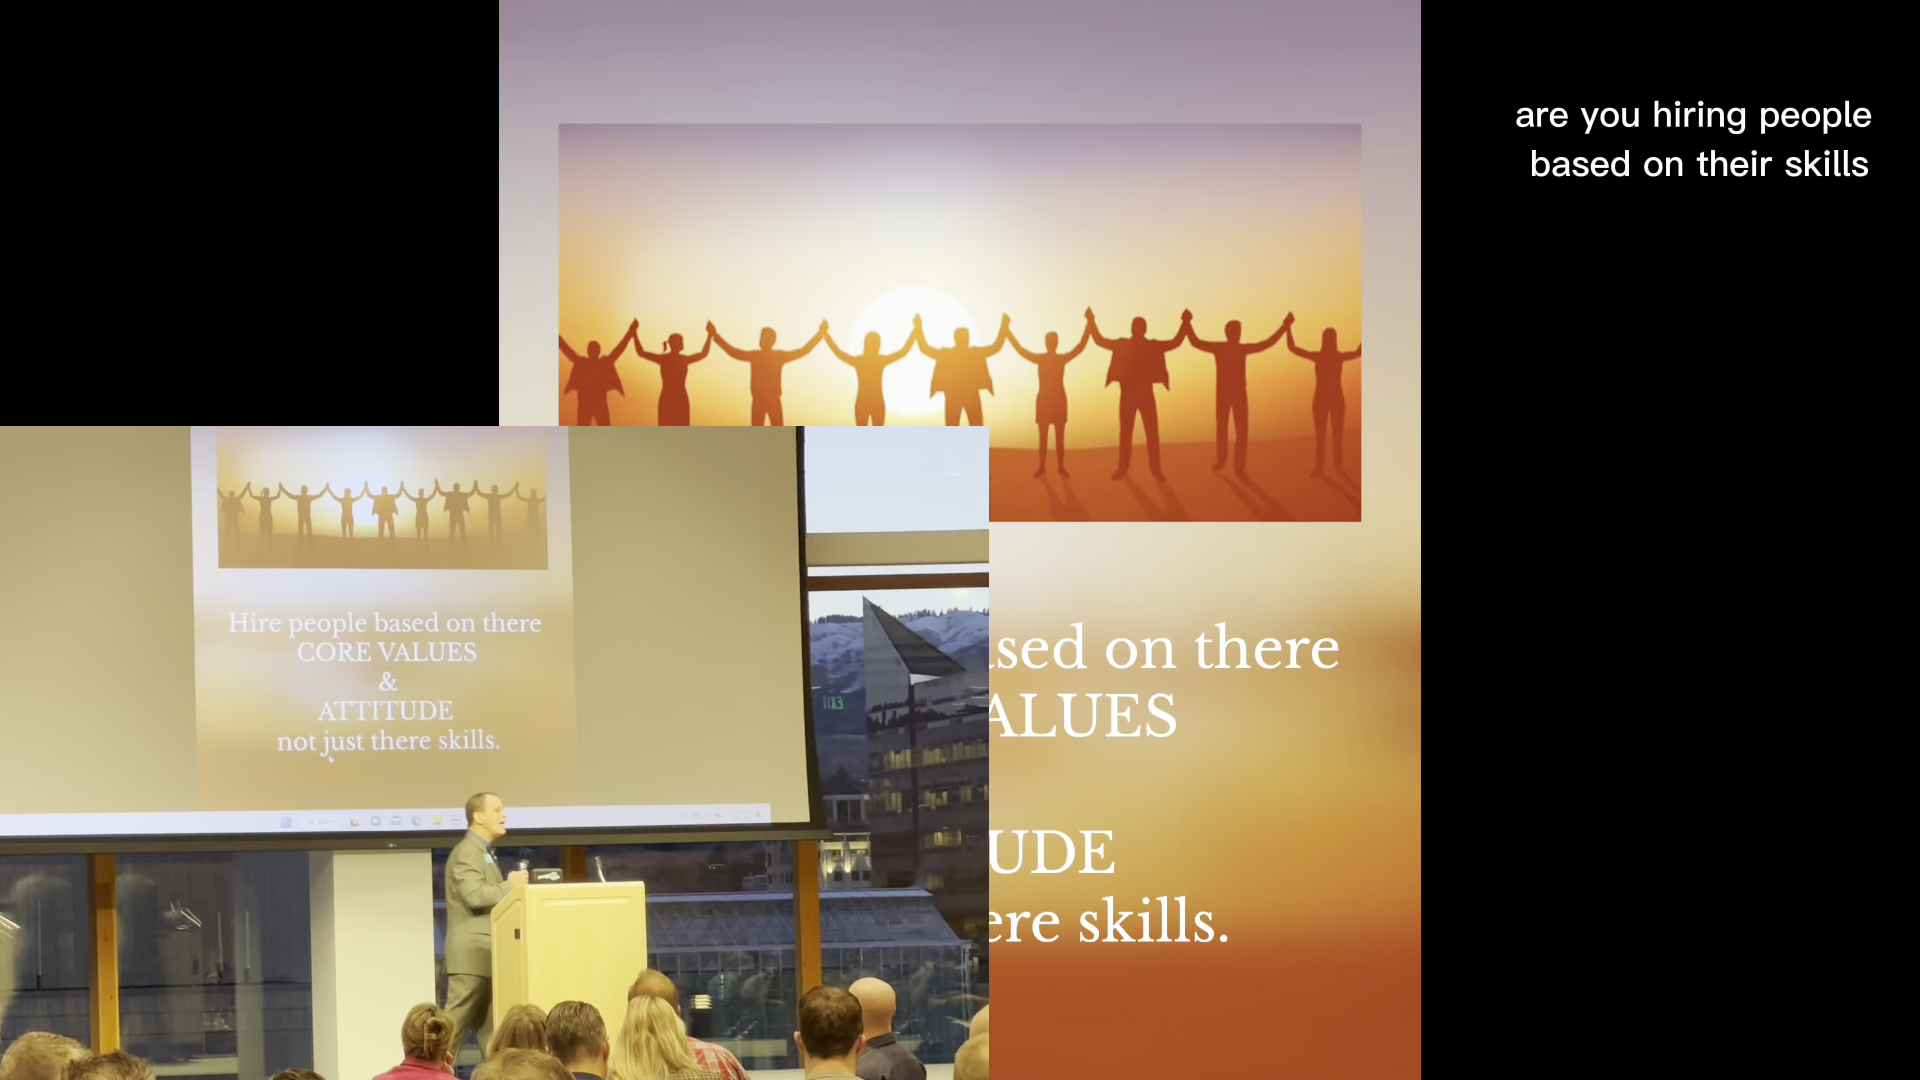 are you hiring people
based on their skills
Hire people based on there
CORE VALUES
&
ATTITUDE
not just there skills.
sed on there
ALUES
UDE
ere skills.
EXIT